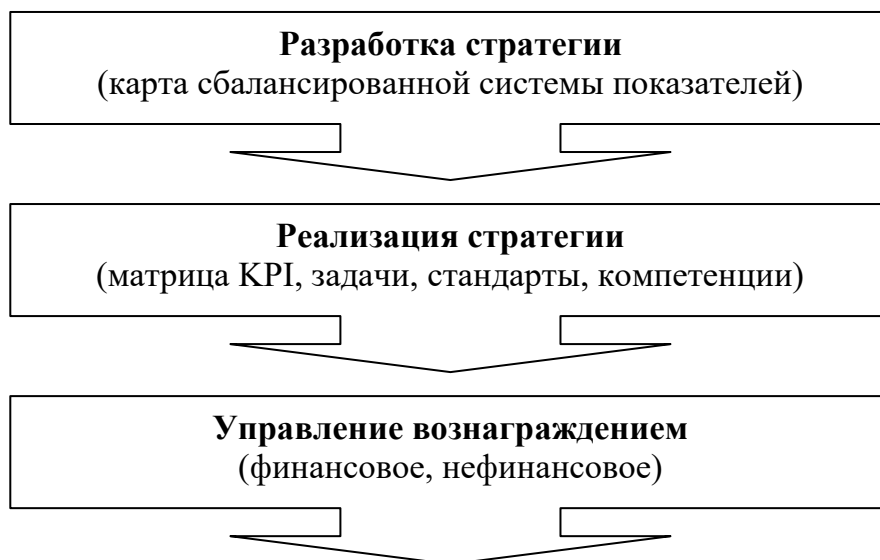 Разработка стратегии
(карта сбалансированной системы показателей)
Реализация стратегии
(матрица KPI, задачи, стандарты, компетенции)
Управление вознаграждением
(финансовое, нефинансовое)